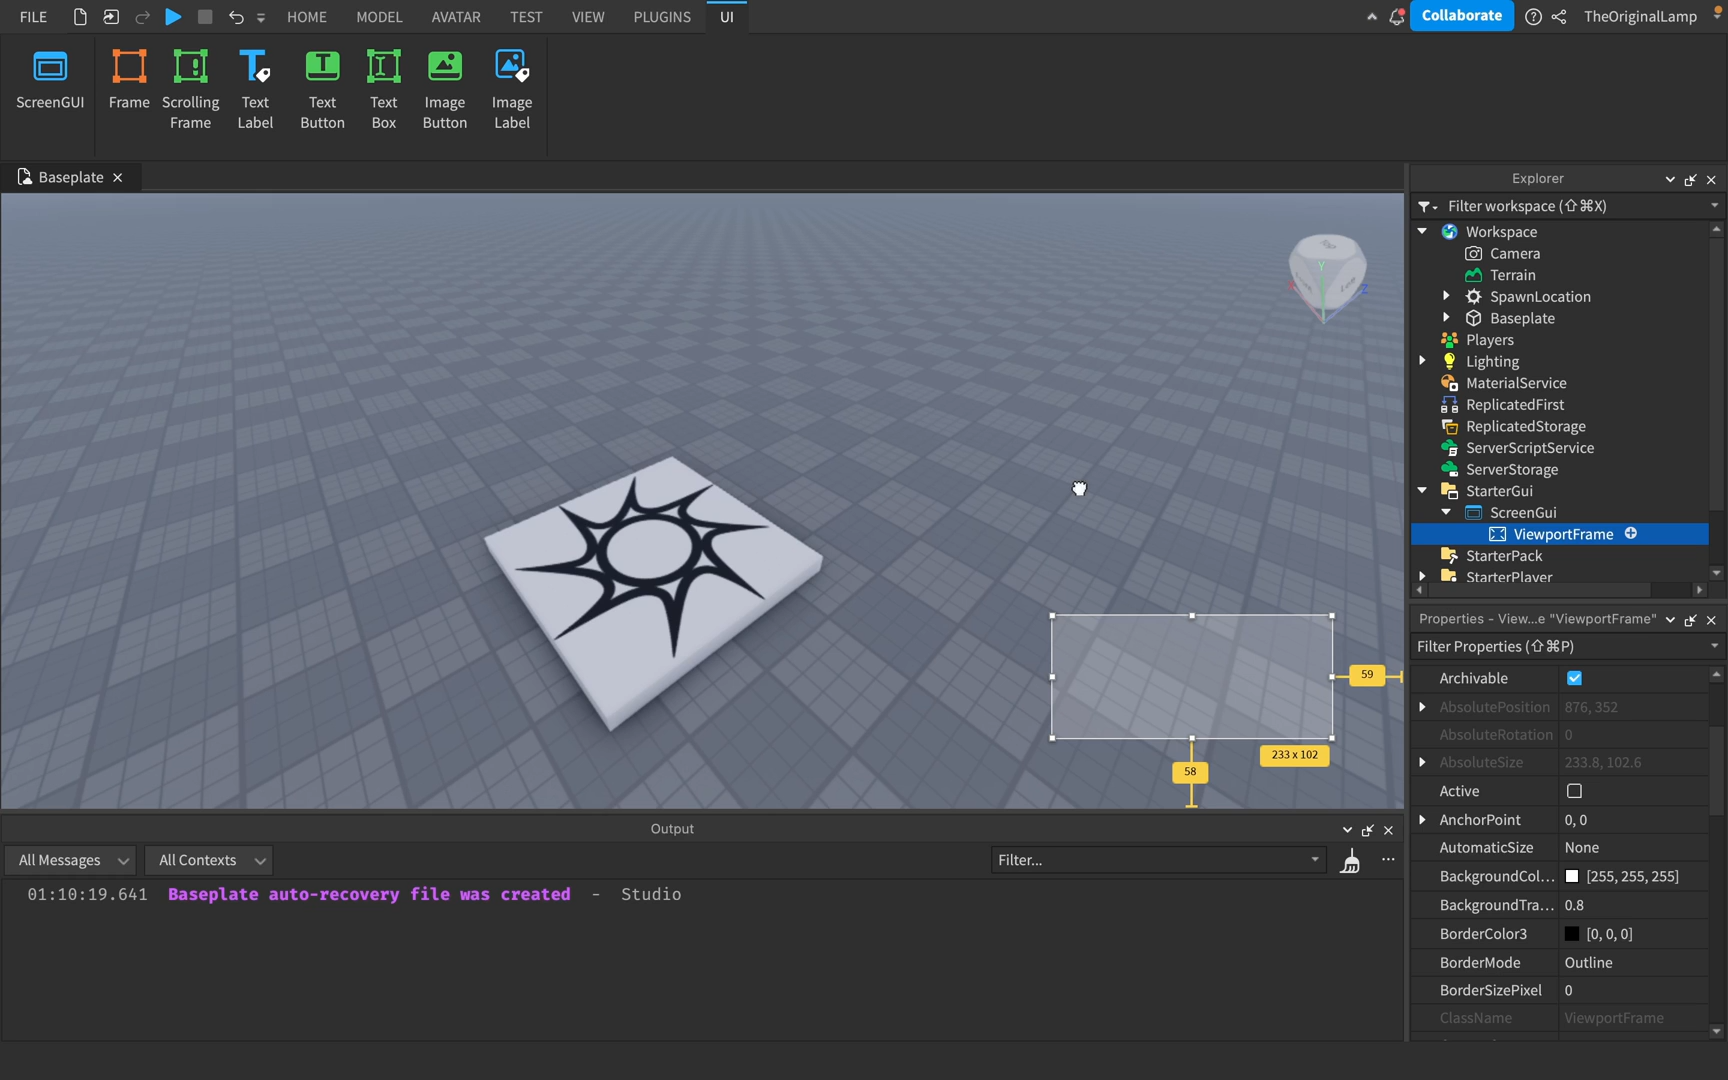 FILE HOME MODEL AVATAR TEST VIEW PLUGINS UI Collaborate TheOriginalLamp
ScreenGUI Frame Scrolling Frame Text Label Text Button Text Box Image Button Image Label
Baseplate
Y
Z
59
233 x 102
58
Explorer
Filter workspace (⇧⌘X)
Workspace
Camera
Terrain
SpawnLocation
Baseplate
Players
Lighting
MaterialService
ReplicatedFirst
ReplicatedStorage
ServerScriptService
ServerStorage
StarterGui
ScreenGui
ViewportFrame
StarterPack
StarterPlayer
Properties - View...e "ViewportFrame"
Filter Properties (⇧⌘P)
Archivable
AbsolutePosition 876, 352
AbsoluteRotation 0
AbsoluteSize 233.8, 102.6
Active
AnchorPoint 0, 0
AutomaticSize None
BackgroundCol... [255, 255, 255]
BackgroundTra... 0.8
BorderColor3 [0, 0, 0]
BorderMode Outline
BorderSizePixel 0
ClassName ViewportFrame
Output
All Messages All Contexts Filter... ...
01:10:19.641 Baseplate auto-recovery file was created - Studio